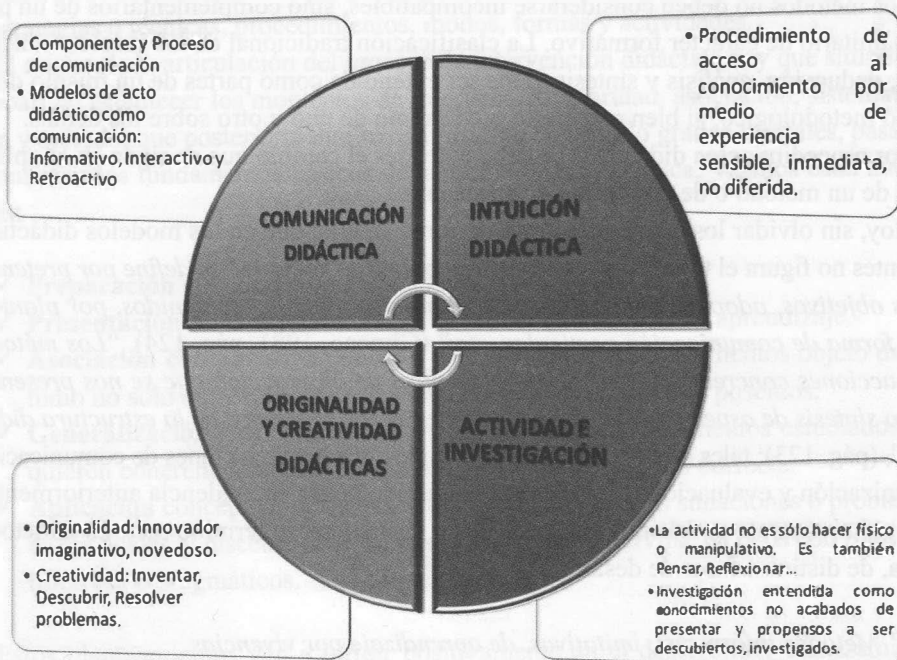 • Componentes y Proceso
de comunicación
• Modelos de acto
didáctico como
comunicación:
Informativo, Interactivo y
Retroactivo
• Procedimiento de
acceso al
conocimiento por
medio de
experiencia
sensible, inmediata,
no diferida.
COMUNICACIÓN
DIDÁCTICA
INTUICIÓN
DIDÁCTICA
ORIGINALIDAD
Y CREATIVIDAD
DIDÁCTICAS
ACTIVIDAD E
INVESTIGACIÓN
• Originalidad: Innovador,
imaginativo, novedoso.
• Creatividad: Inventar,
Descubrir, Resolver
problemas.
•La actividad no es sólo hacer físico
o manipulativo. Es también
Pensar, Reflexionar...
•Investigación entendida como
conocimientos no acabados de
presentar y propensos a ser
descubiertos, investigados.